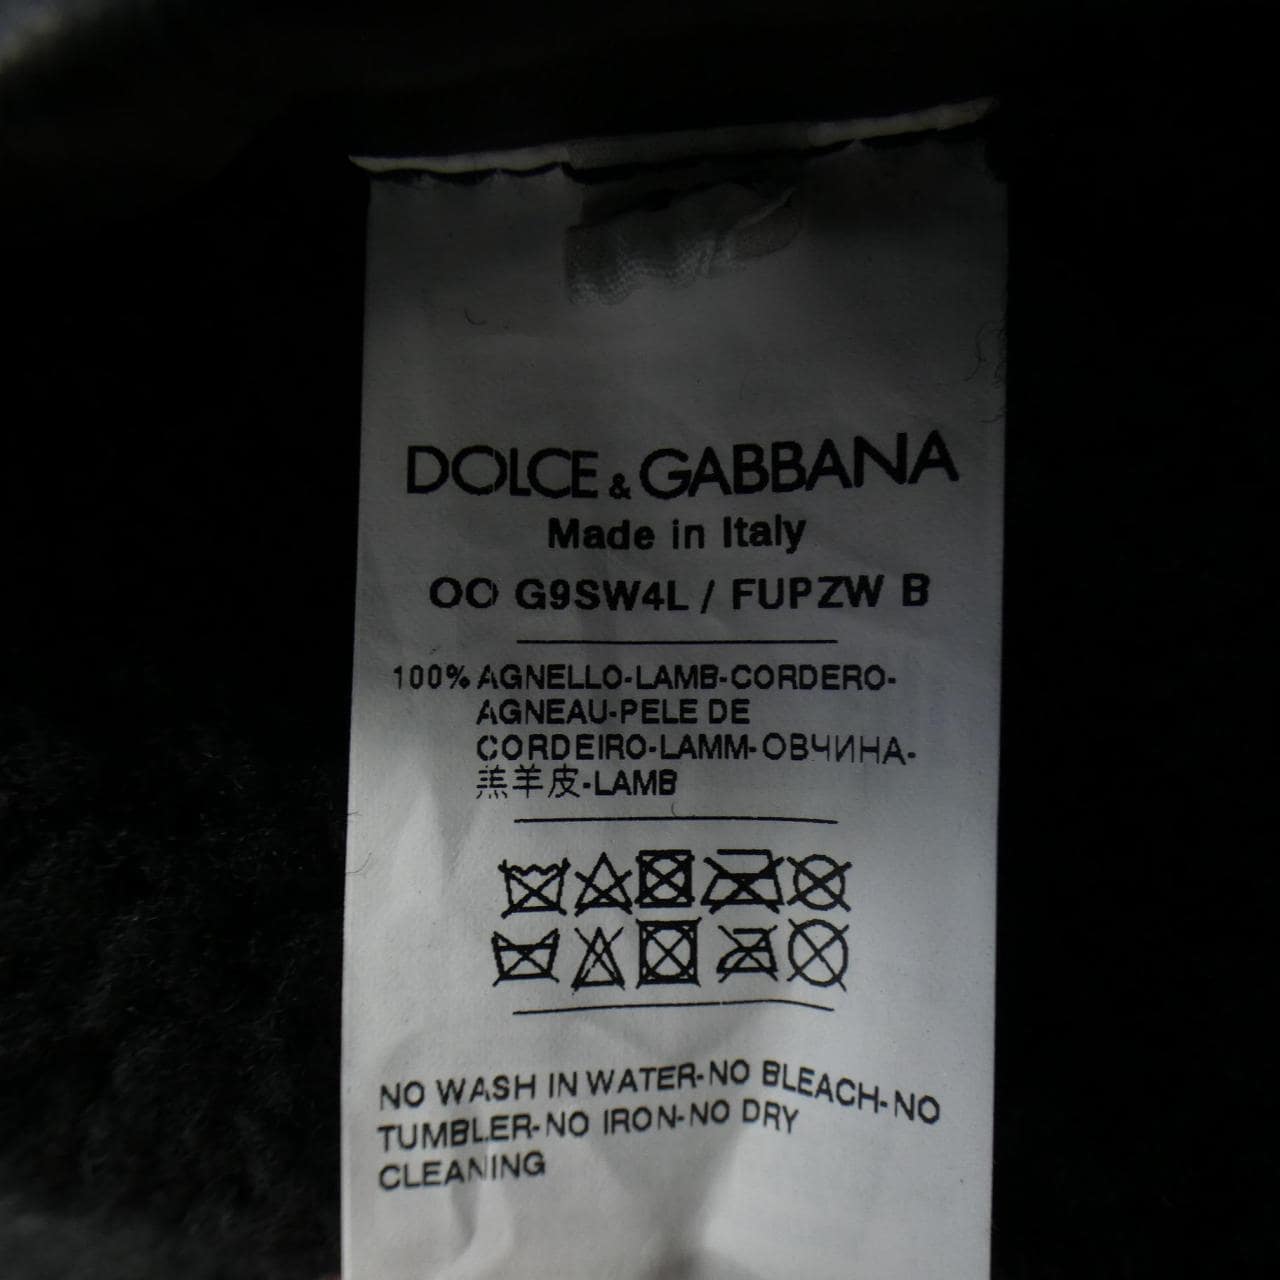 DOLCE & GABBANA
Made in Italy
OO G9SW4L / FUPZW B
100% AGNELLO-LAMB-CORDERO-
AGNEAU-PELE DE
CORDEIRO-LAMM-ОВЧИНА-
羔羊皮-LAMB
NO WASH IN WATER-NO BLEACH-NO
TUMBLER-NO IRON-NO DRY
CLEANING